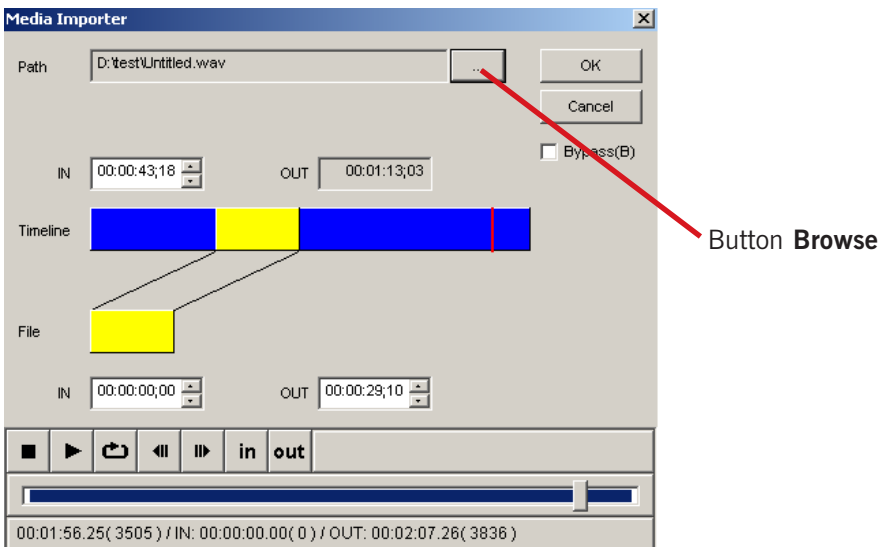 Media Importer
Path D:\test\Untitled.wav ... OK
Cancel
Bypass(B)
IN 00:00:43;18 OUT 00:01:13;03
Timeline
Button Browse
File
IN 00:00:00;00 OUT 00:00:29;10
in out
00:01:56.25( 3505 ) / IN: 00:00:00.00( 0 ) / OUT: 00:02:07.26( 3836 )